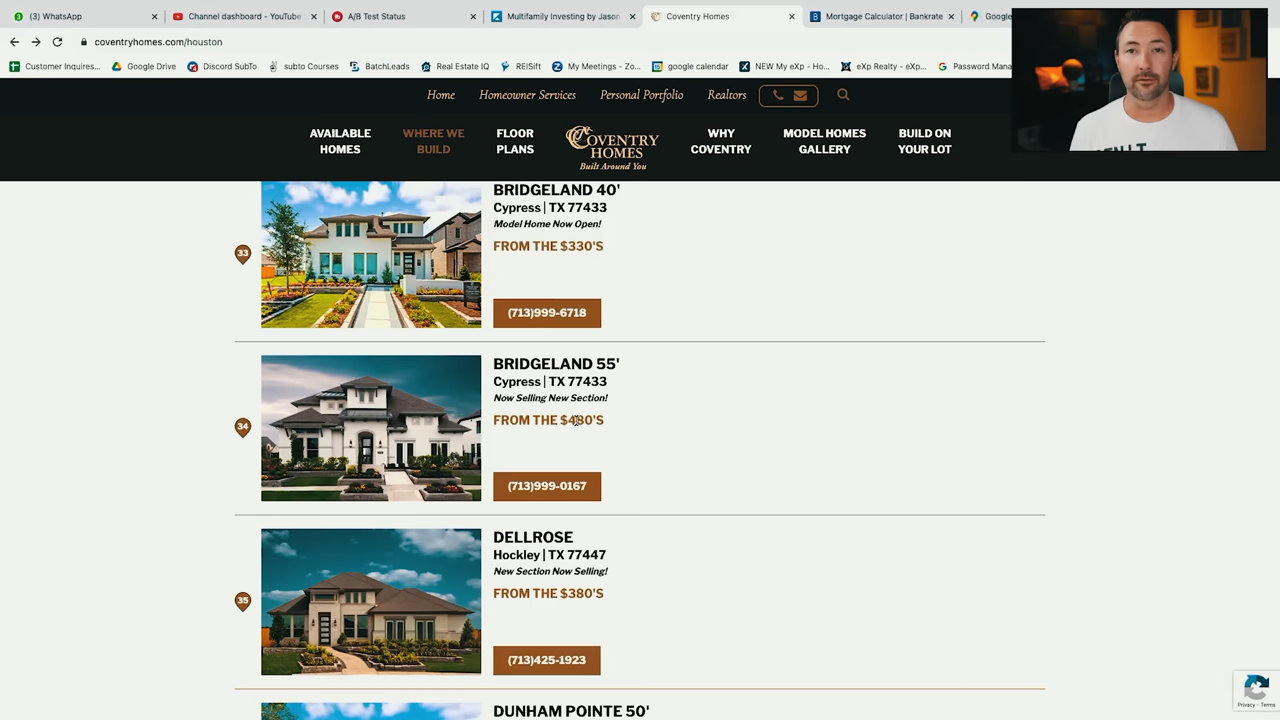 (3) WhatsApp
Channel dashboard - YouTube
A/B Test Status
Multifamily Investing by Jason
Coventry Homes
Mortgage Calculator | Bankrate
Google
coventryhomes.com/houston
Customer Inquires...
Google Drive
Discord SubTo
subto Courses
BatchLeads
Real Estate IQ
REISift
My Meetings - Zo...
google calendar
NEW My eXp - Ho...
eXp Realty - eXp...
Password Mana
Home
Homeowner Services
Personal Portfolio
Realtors
AVAILABLE
HOMES
WHERE WE
BUILD
FLOOR
PLANS
COVENTRY
HOMES
Built Around You
WHY
COVENTRY
MODEL HOMES
GALLERY
BUILD ON
YOUR LOT
33
BRIDGELAND 40'
Cypress | TX 77433
Model Home Now Open!
FROM THE $330'S
(713)999-6718
34
BRIDGELAND 55'
Cypress | TX 77433
Now Selling New Section!
FROM THE $480'S
(713)999-0167
35
DELLROSE
Hockley | TX 77447
New Section Now Selling!
FROM THE $380'S
(713)425-1923
DUNHAM POINTE 50'
Privacy - Terms